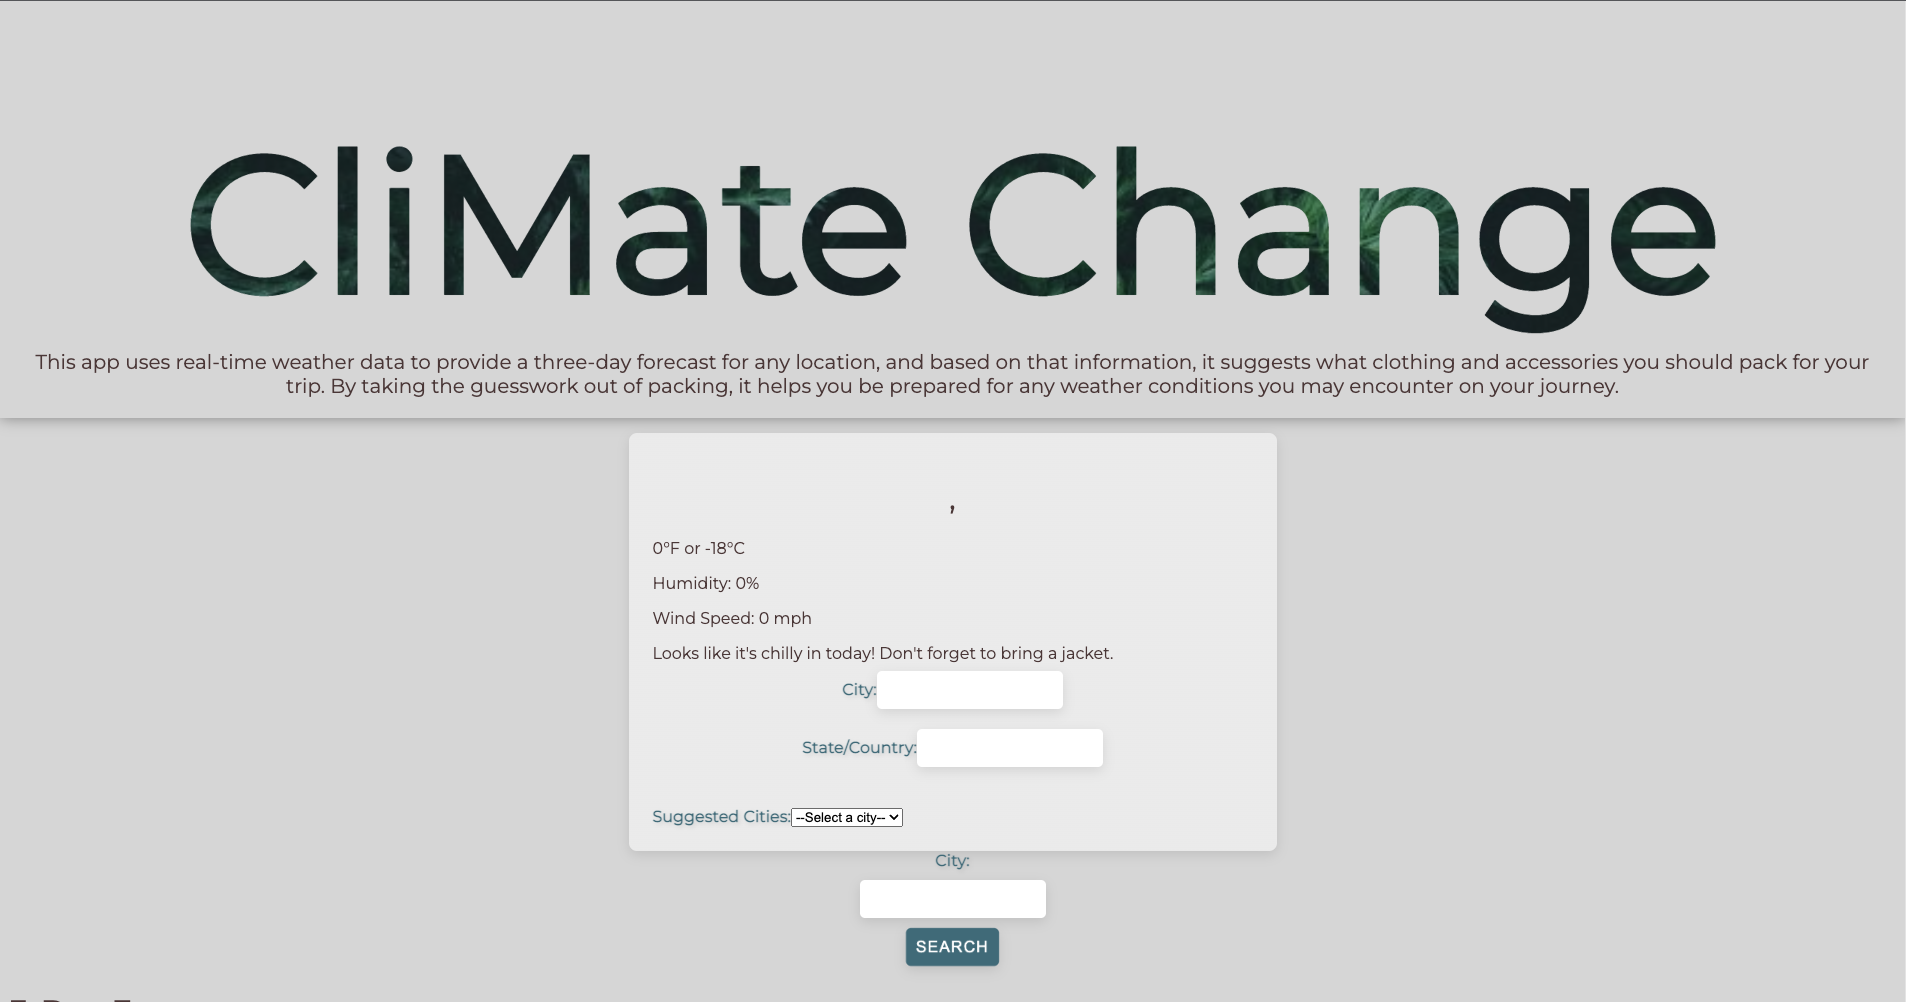 CliMate Change
This app uses real-time weather data to provide a three-day forecast for any location, and based on that information, it suggests what clothing and accessories you should pack for your
trip. By taking the guesswork out of packing, it helps you be prepared for any weather conditions you may encounter on your journey.
,
0°F or -18°C
Humidity: 0%
Wind Speed: 0 mph
Looks like it's chilly in today! Don't forget to bring a jacket.
City:
State/Country:
Suggested Cities: --Select a city--
City:
SEARCH